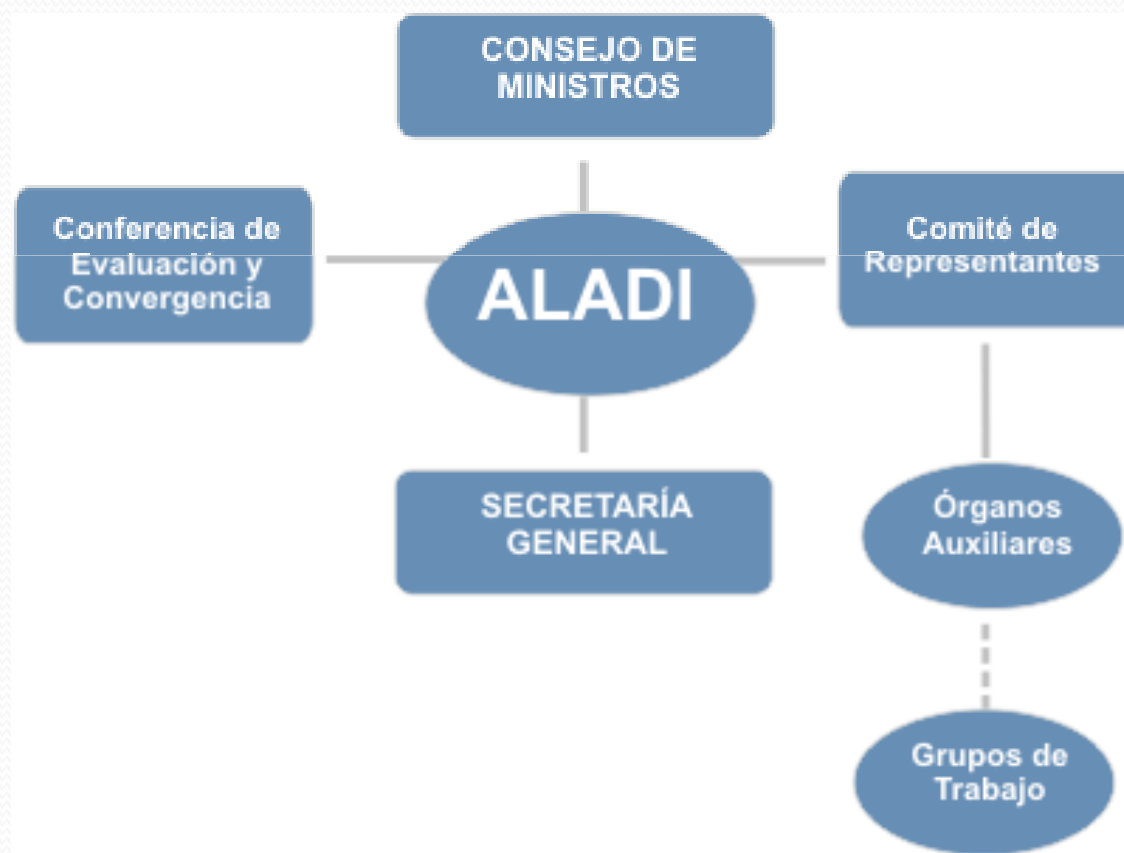 CONSEJO DE
MINISTROS
Conferencia de
Evaluación y
Convergencia
ALADI
Comité de
Representantes
SECRETARÍA
GENERAL
Órganos
Auxiliares
Grupos de
Trabajo